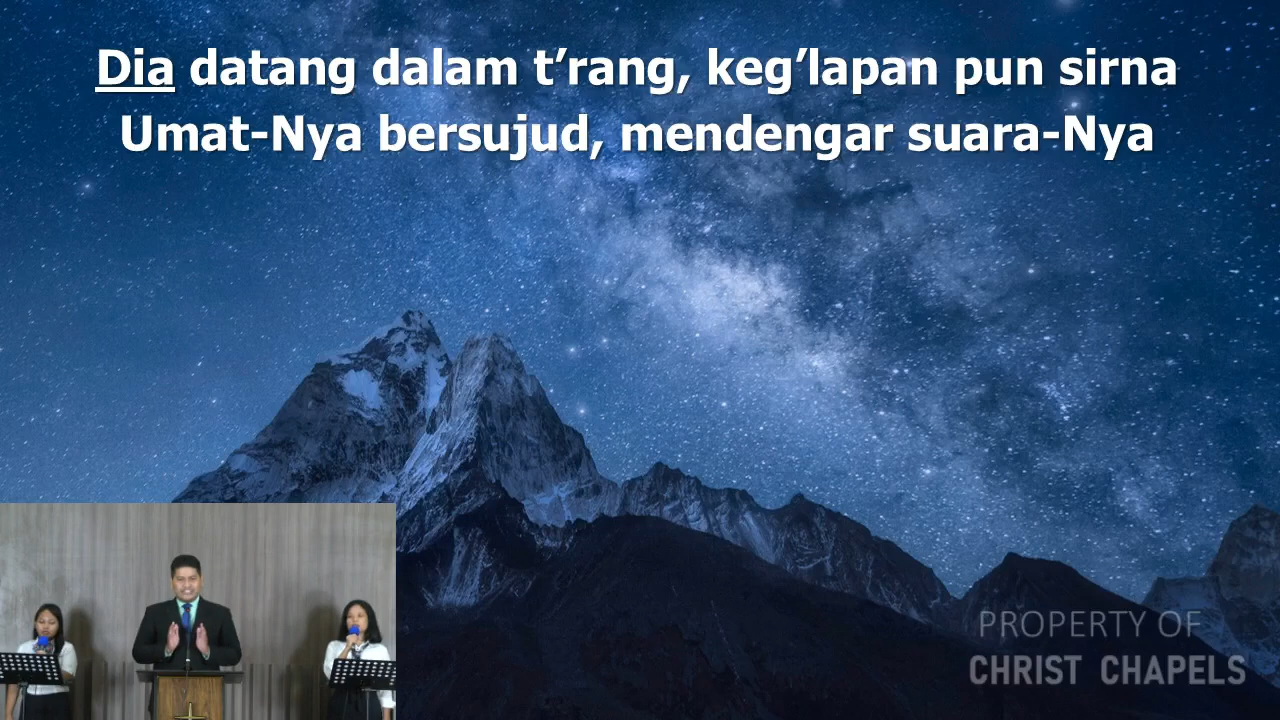 Dia datang dalam t’rang, keg’lapan pun sirna
Umat-Nya bersujud, mendengar suara-Nya
PROPERTY OF
CHRIST CHAPELS